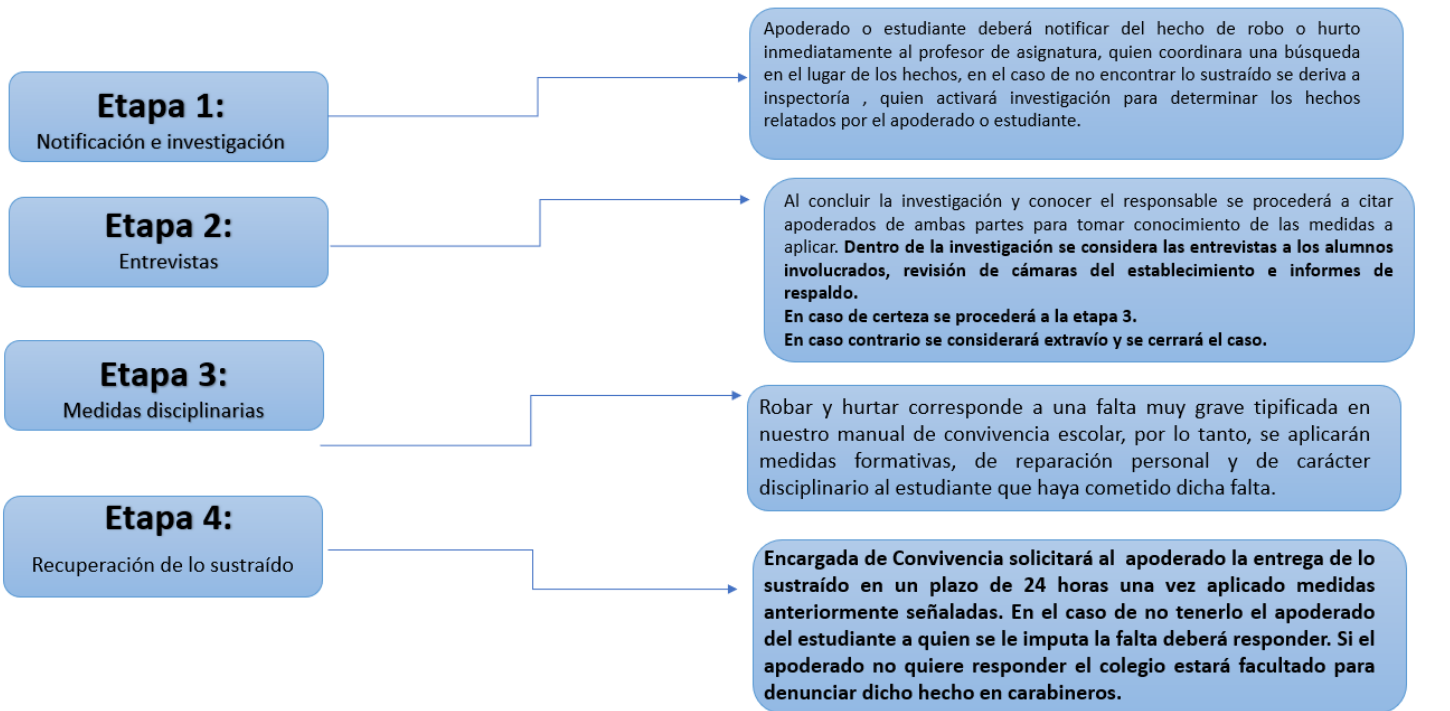 Etapa 1:
Notificación e investigación
Apoderado o estudiante deberá notificar del hecho de robo o hurto
inmediatamente al profesor de asignatura, quien coordinara una búsqueda
en el lugar de los hechos, en el caso de no encontrar lo sustraído se deriva a
inspectoría , quien activará investigación para determinar los hechos
relatados por el apoderado o estudiante.
Etapa 2:
Entrevistas
Al concluir la investigación y conocer el responsable se procederá a citar
apoderados de ambas partes para tomar conocimiento de las medidas a
aplicar. Dentro de la investigación se considera las entrevistas a los alumnos
involucrados, revisión de cámaras del establecimiento e informes de
respaldo.
En caso de certeza se procederá a la etapa 3.
En caso contrario se considerará extravío y se cerrará el caso.
Etapa 3:
Medidas disciplinarias
Robar y hurtar corresponde a una falta muy grave tipificada en
nuestro manual de convivencia escolar, por lo tanto, se aplicarán
medidas formativas, de reparación personal y de carácter
disciplinario al estudiante que haya cometido dicha falta.
Etapa 4:
Recuperación de lo sustraído
Encargada de Convivencia solicitará al apoderado la entrega de lo
sustraído en un plazo de 24 horas una vez aplicado medidas
anteriormente señaladas. En el caso de no tenerlo el apoderado
del estudiante a quien se le imputa la falta deberá responder. Si el
apoderado no quiere responder el colegio estará facultado para
denunciar dicho hecho en carabineros.